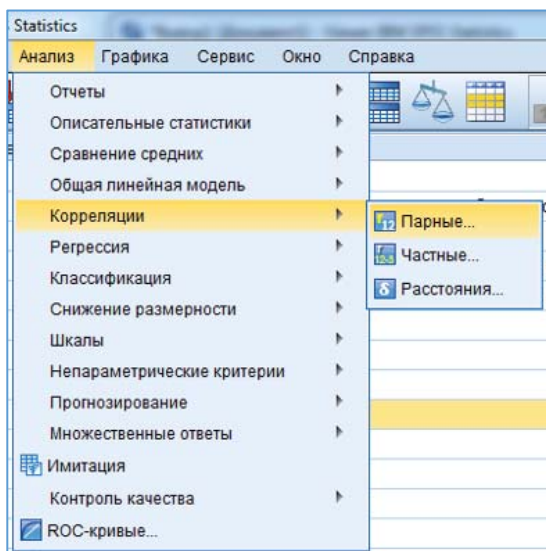 Statistics
Анализ Графика Сервис Окно Справка
Отчеты
Описательные статистики
Сравнение средних
Общая линейная модель
Корреляции
Регрессия
Классификация
Снижение размерности
Шкалы
Непараметрические критерии
Прогнозирование
Множественные ответы
Имитация
Контроль качества
ROC-кривые...
Парные...
Частные...
Расстояния...